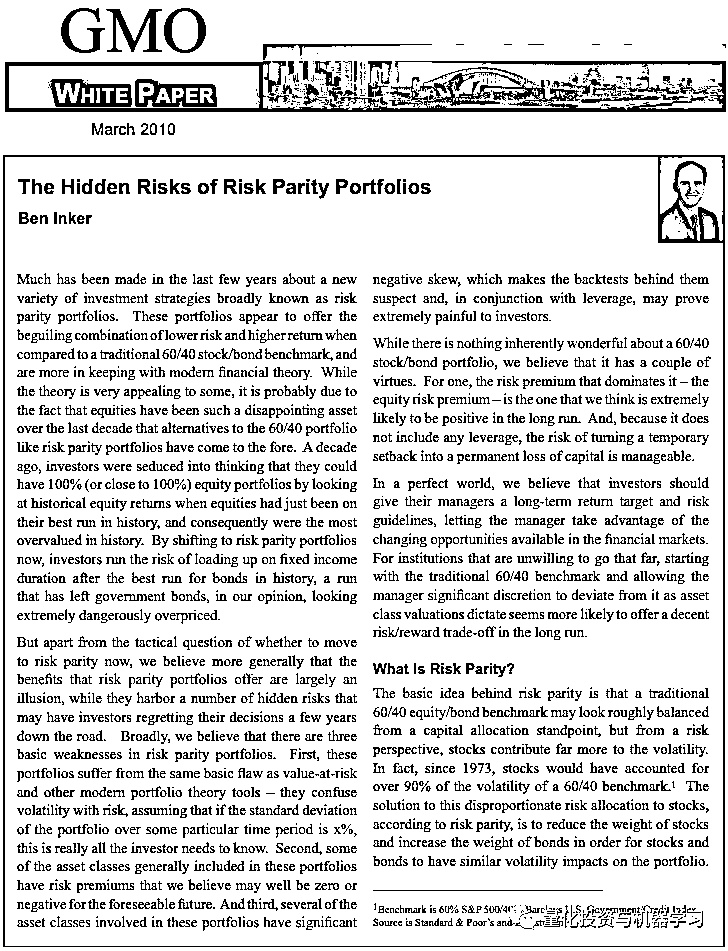 GMO
WHITE PAPER
March 2010
The Hidden Risks of Risk Parity Portfolios
Ben Inker
Much has been made in the last few years about a new
variety of investment strategies broadly known as risk
parity portfolios. These portfolios appear to offer the
beguiling combination of lower risk and higher return when
compared to a traditional 60/40 stock/bond benchmark, and
are more in keeping with modern financial theory. While
the theory is very appealing to some, it is probably due to
the fact that equities have been such a disappointing asset
over the last decade that alternatives to the 60/40 portfolio
like risk parity portfolios have come to the fore. A decade
ago, investors were seduced into thinking that they could
have 100% (or close to 100%) equity portfolios by looking
at historical equity returns when equities had just been on
their best run in history, and consequently were the most
overvalued in history. By shifting to risk parity portfolios
now, investors run the risk of loading up on fixed income
duration after the best run for bonds in history, a run
that has left government bonds, in our opinion, looking
extremely dangerously overpriced.
But apart from the tactical question of whether to move
to risk parity now, we believe more generally that the
benefits that risk parity portfolios offer are largely an
illusion, while they harbor a number of hidden risks that
may have investors regretting their decisions a few years
down the road. Broadly, we believe that there are three
basic weaknesses in risk parity portfolios. First, these
portfolios suffer from the same basic flaw as value-at-risk
and other modern portfolio theory tools – they confuse
volatility with risk, assuming that if the standard deviation
of the portfolio over some particular time period is x%,
this is really all the investor needs to know. Second, some
of the asset classes generally included in these portfolios
have risk premiums that we believe may well be zero or
negative for the foreseeable future. And third, several of the
asset classes involved in these portfolios have significant
negative skew, which makes the backtests behind them
suspect and, in conjunction with leverage, may prove
extremely painful to investors.
While there is nothing inherently wonderful about a 60/40
stock/bond portfolio, we believe that it has a couple of
virtues. For one, the risk premium that dominates it – the
equity risk premium – is the one that we think is extremely
likely to be positive in the long run. And, because it does
not include any leverage, the risk of turning a temporary
setback into a permanent loss of capital is manageable.
In a perfect world, we believe that investors should
give their managers a long-term return target and risk
guidelines, letting the manager take advantage of the
changing opportunities available in the financial markets.
For institutions that are unwilling to go that far, starting
with the traditional 60/40 benchmark and allowing the
manager significant discretion to deviate from it as asset
class valuations dictate seems more likely to offer a decent
risk/reward trade-off in the long run.
What Is Risk Parity?
The basic idea behind risk parity is that a traditional
60/40 equity/bond benchmark may look roughly balanced
from a capital allocation standpoint, but from a risk
perspective, stocks contribute far more to the volatility.
In fact, since 1973, stocks would have accounted for
over 90% of the volatility of a 60/40 benchmark.¹ The
solution to this disproportionate risk allocation to stocks,
according to risk parity, is to reduce the weight of stocks
and increase the weight of bonds in order for stocks and
bonds to have similar volatility impacts on the portfolio.
¹Benchmark is 60% S&P 500/40% Barclays U.S. Government/Credit Index.
Source is Standard & Poor's and
量化投资与机器学习